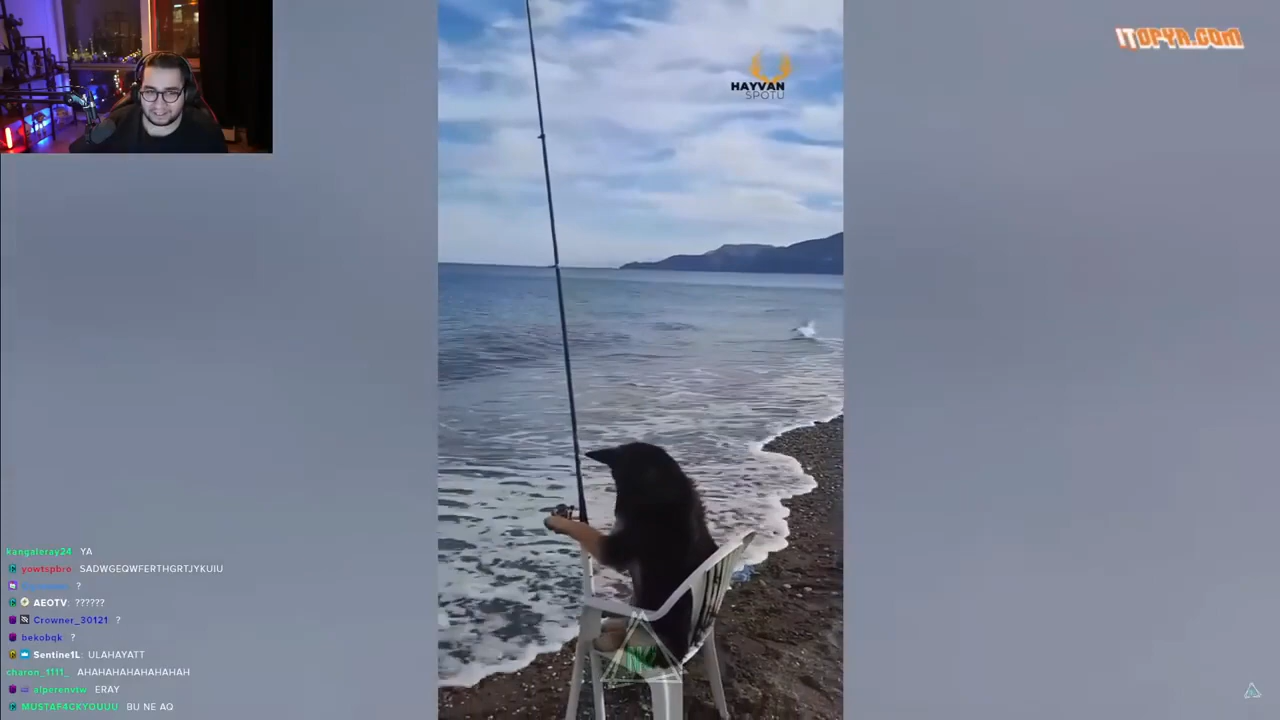 ITOPYA.COM
HAYVAN
SPOTU
kangaleray24 YA
yowtspbro SADWGEQWFERTHGRTJYKUIU
?
AEOTV: ??????
Crowner_30121 ?
bekobqk ?
Sentine1L: ULAHAYATT
charon_1111_ AHAHAHAHAHAHAH
alperenvtw ERAY
MUSTAF4CKYOUUU BU NE AQ